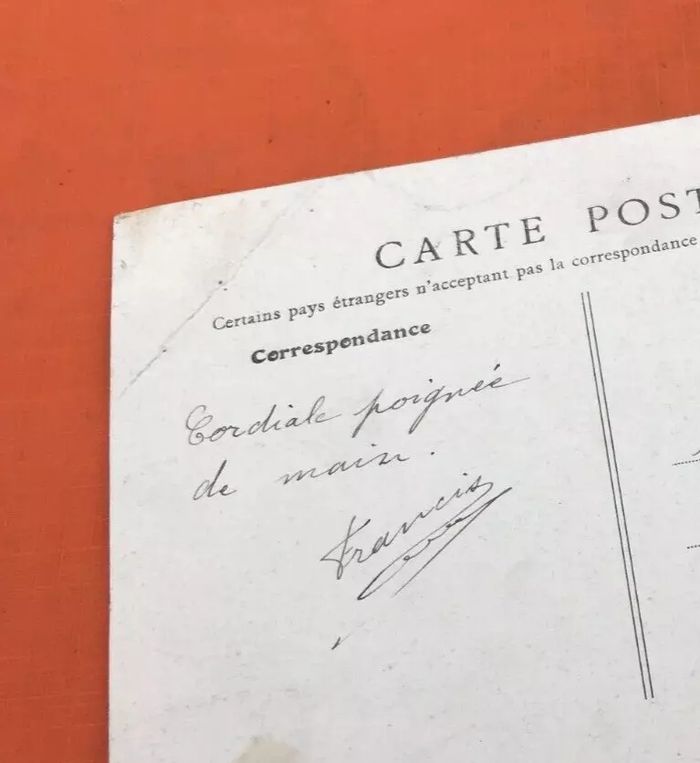 CARTE POST
Certains pays étrangers n'acceptant pas la correspondance
Correspondance
Cordiale poignée
de main.
Francis